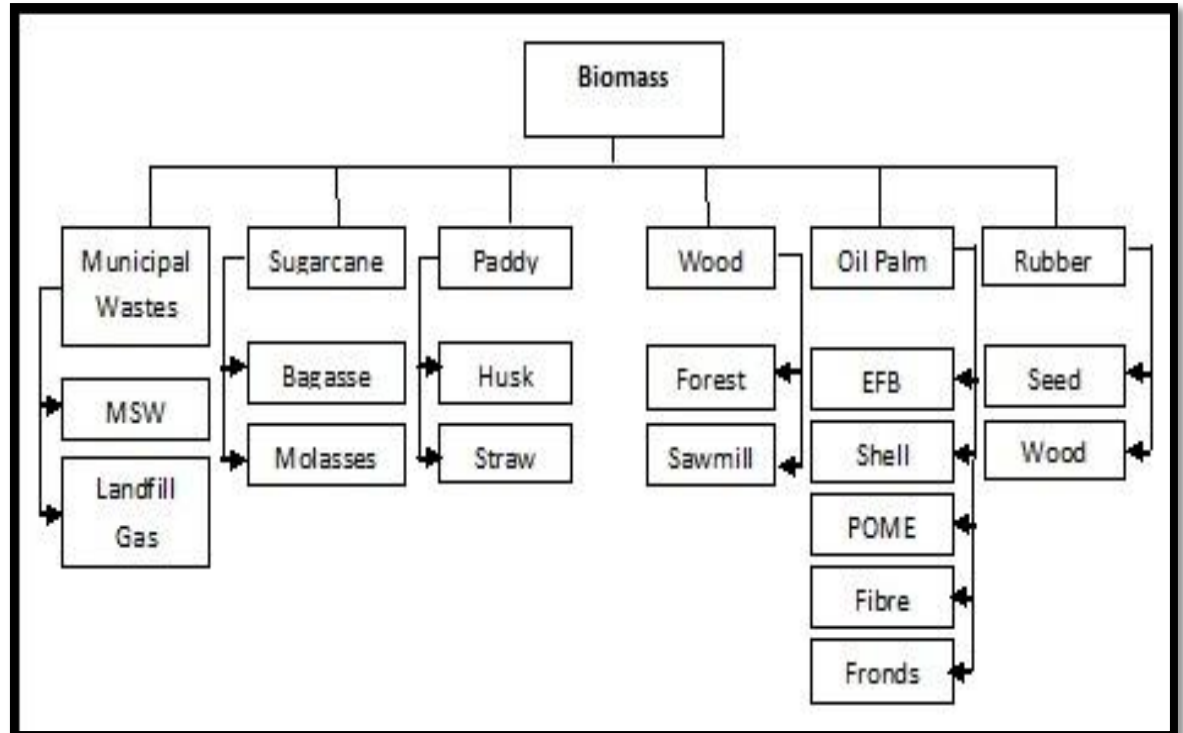 Biomass
Municipal
Wastes
Sugarcane
Paddy
Wood
Oil Palm
Rubber
MSW
Landfill
Gas
Bagasse
Molasses
Husk
Straw
Forest
Sawmill
EFB
Shell
POME
Fibre
Fronds
Seed
Wood